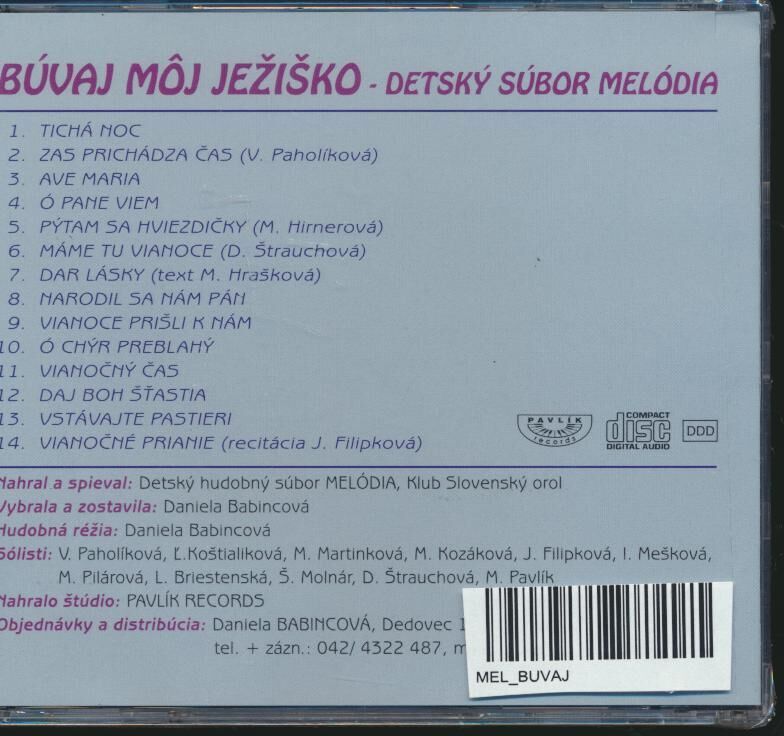 BÚVAJ MÔJ JEŽIŠKO - DETSKÝ SÚBOR MELÓDIA
1. TICHÁ NOC
2. ZAS PRICHÁDZA ČAS (V. Paholíková)
3. AVE MARIA
4. Ó PANE VIEM
5. PÝTAM SA HVIEZDIČKY (M. Hirnerová)
6. MÁME TU VIANOCE (D. Štrauchová)
7. DAR LÁSKY (text M. Hrašková)
8. NARODIL SA NÁM PÁN
9. VIANOCE PRIŠLI K NÁM
10. Ó CHÝR PREBLAHÝ
11. VIANOČNÝ ČAS
12. DAJ BOH ŠŤASTIA
13. VSTÁVAJTE PASTIERI
14. VIANOČNÉ PRIANIE (recitácia J. Filipková)
PAVLÍK
records
COMPACT
disc
DIGITAL AUDIO
DDD
Nahral a spieval: Detský hudobný súbor MELÓDIA, Klub Slovenský orol
Vybrala a zostavila: Daniela Babincová
Hudobná réžia: Daniela Babincová
Sólisti: V. Paholíková, Ľ.Koštialiková, M. Martinková, M. Kozáková, J. Filipková, I. Mešková,
M. Pilárová, L. Briestenská, Š. Molnár, D. Štrauchová, M. Pavlík
Nahralo štúdio: PAVLÍK RECORDS
Objednávky a distribúcia: Daniela BABINCOVÁ, Dedovec
tel. + zázn.: 042/ 4322 487,
MEL_BUVAJ